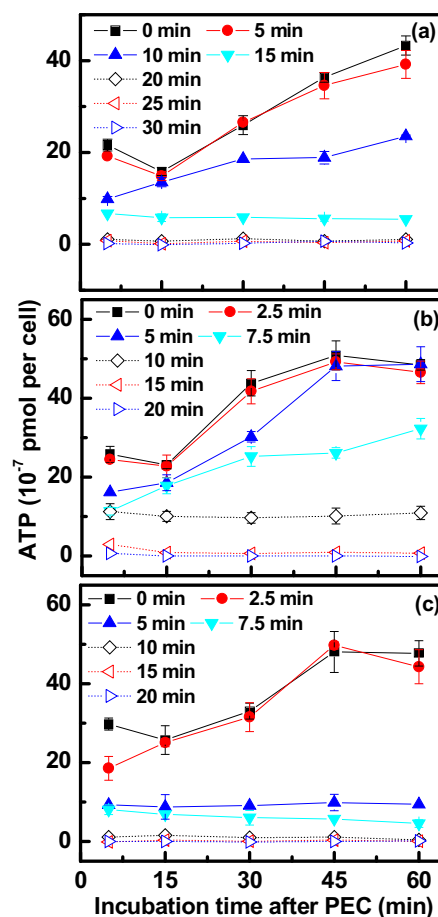 (a)
0 min 5 min
10 min 15 min
20 min
25 min
30 min
40
20
0
(b)
0 min 2.5 min
5 min 7.5 min
10 min
15 min
20 min
60
40
20
0
ATP (10⁻⁷ pmol per cell)
(c)
0 min 2.5 min
5 min 7.5 min
10 min
15 min
20 min
60
40
20
0
0 15 30 45 60
Incubation time after PEC (min)